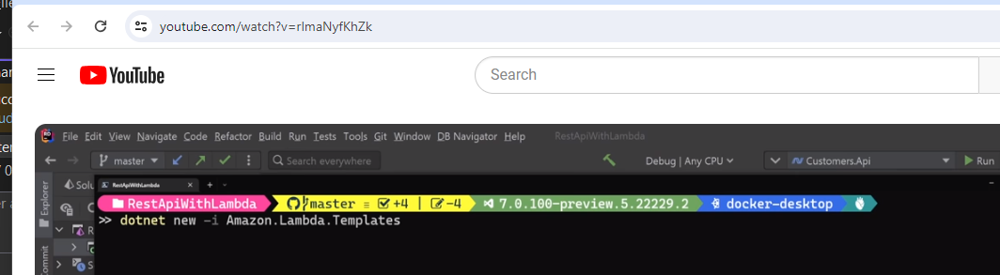 youtube.com/watch?v=rImaNyfKhZk
YouTube
Search
File Edit View Navigate Code Refactor Build Run Tests Tools Git Window DB Navigator Help RestApiWithLambda
master Search everywhere Debug | Any CPU Customers.Api Run
Explorer
RestApiWithLambda
RestApiWithLambda master ≡ +4 | -4 7.0.100-preview.5.22229.2 docker-desktop
>> dotnet new -i Amazon.Lambda.Templates
Commit